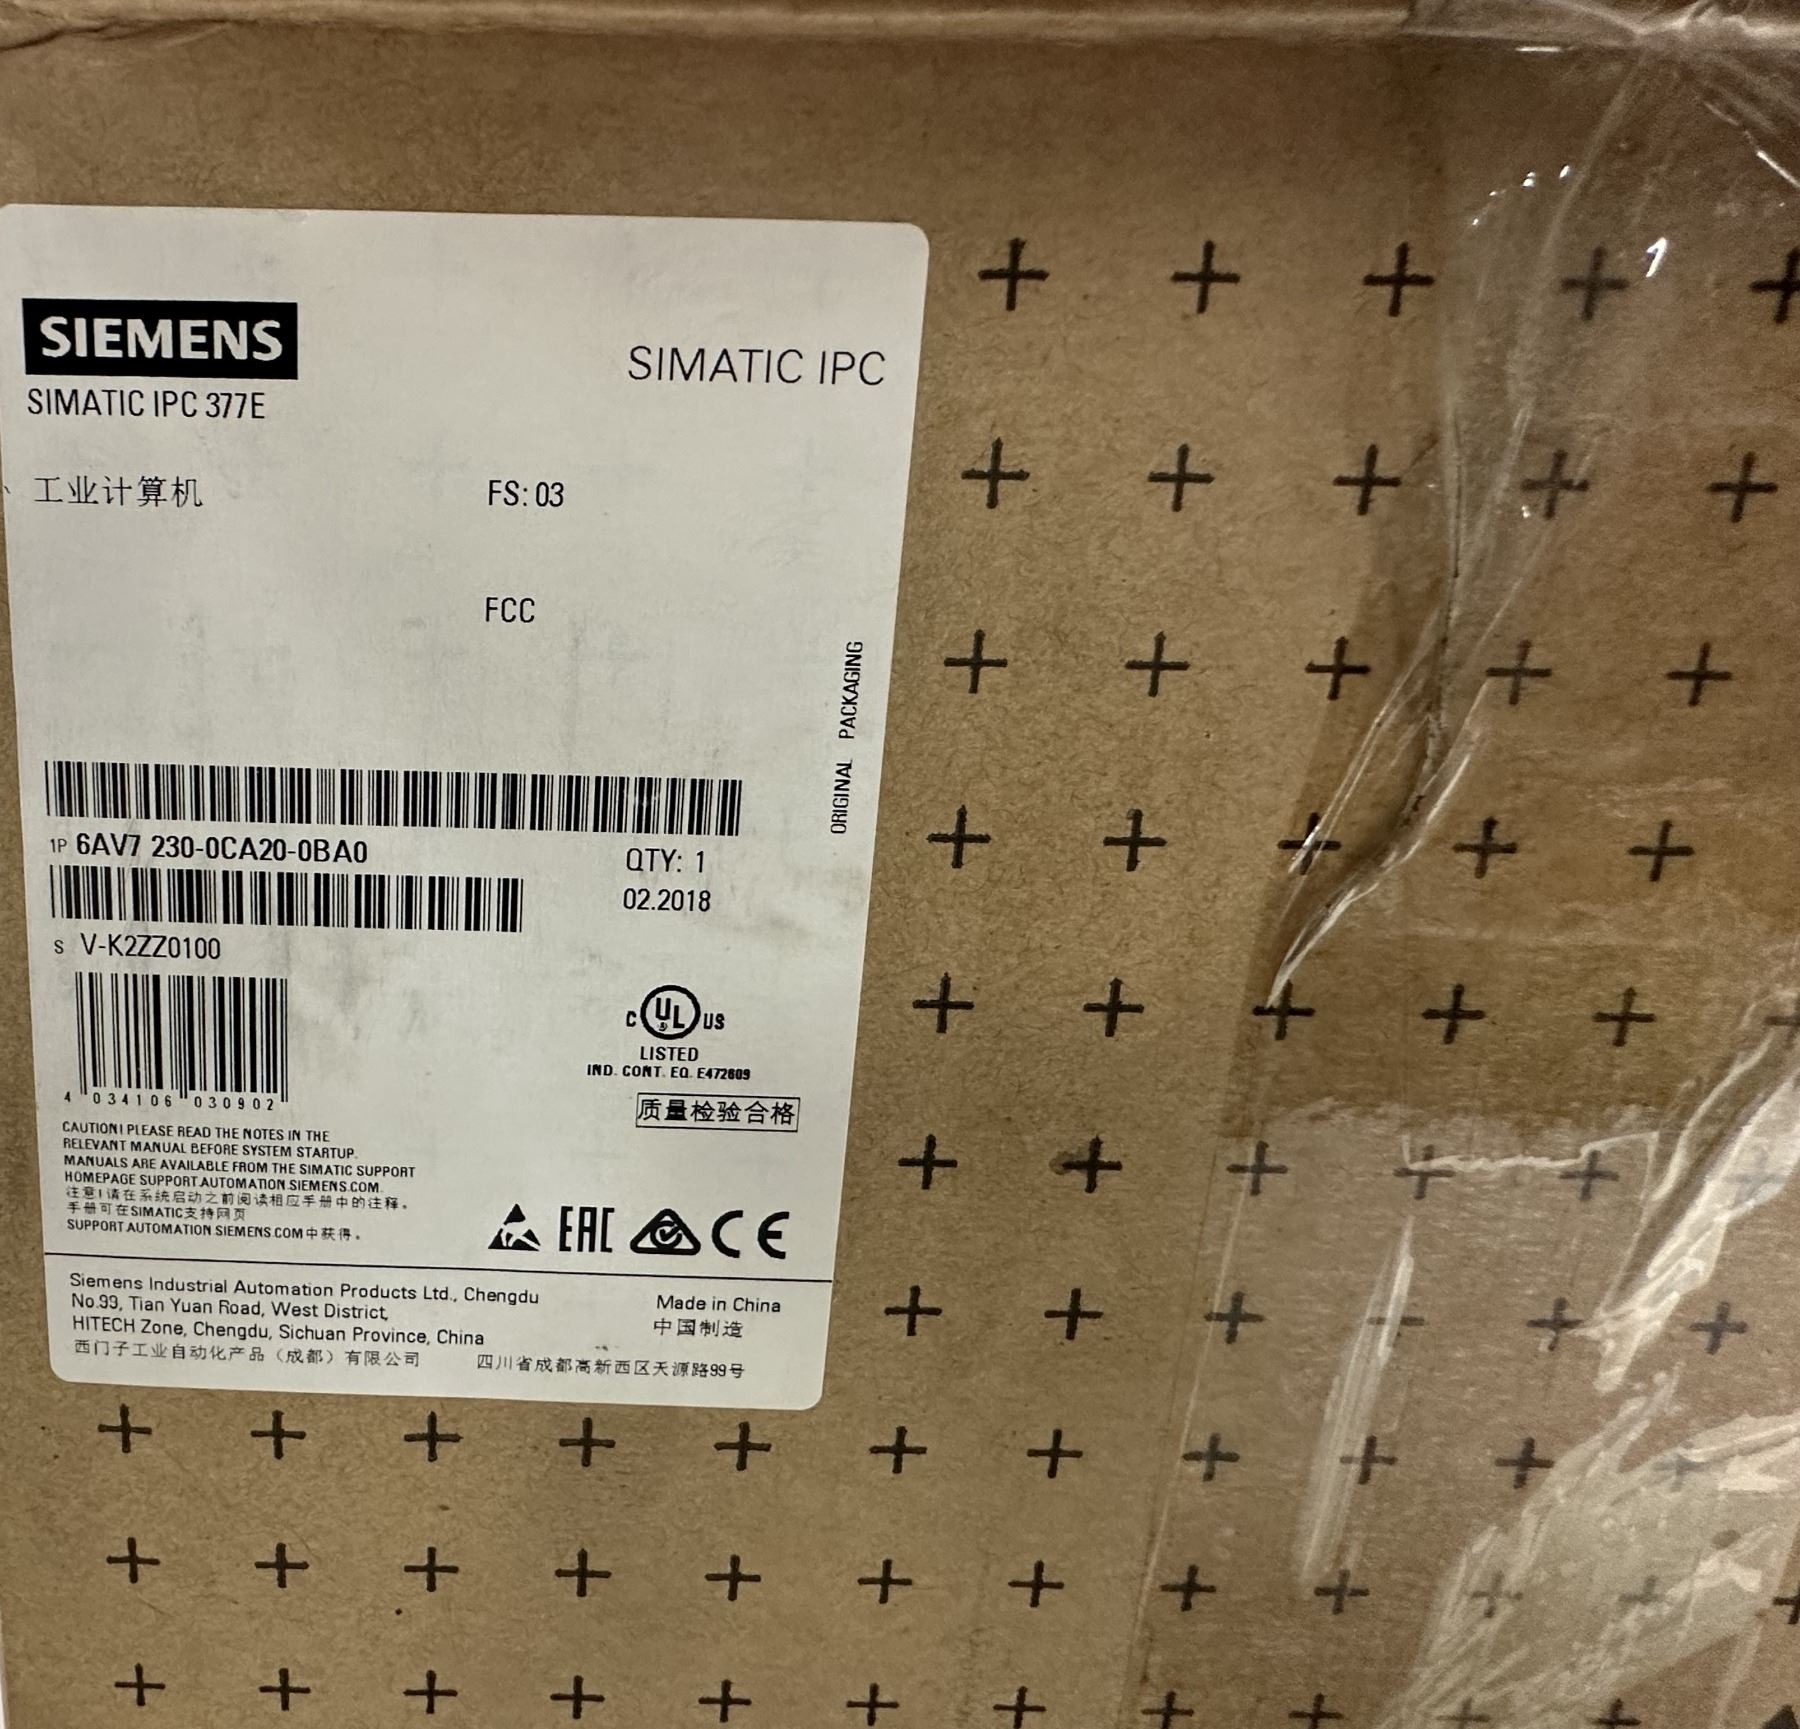 SIEMENS
SIMATIC IPC
SIMATIC IPC 377E
工业计算机
FS: 03
FCC
ORIGINAL PACKAGING
1P 6AV7 230-0CA20-0BA0
QTY: 1
02.2018
S V-K2ZZ0100
C UL US
LISTED
IND. CONT. EQ. E472609
4 034106 030902
质量检验合格
CAUTION! PLEASE READ THE NOTES IN THE
RELEVANT MANUAL BEFORE SYSTEM STARTUP.
MANUALS ARE AVAILABLE FROM THE SIMATIC SUPPORT
HOMEPAGE SUPPORT.AUTOMATION.SIEMENS.COM.
注意！请在系统启动之前阅读相应手册中的注释。
手册可在SIMATIC支持网页
SUPPORT AUTOMATION SIEMENS.COM中获得。
EAC
CE
Siemens Industrial Automation Products Ltd., Chengdu
No.99, Tian Yuan Road, West District,
HITECH Zone, Chengdu, Sichuan Province, China
Made in China
中国制造
西门子工业自动化产品（成都）有限公司
四川省成都高新西区天源路99号